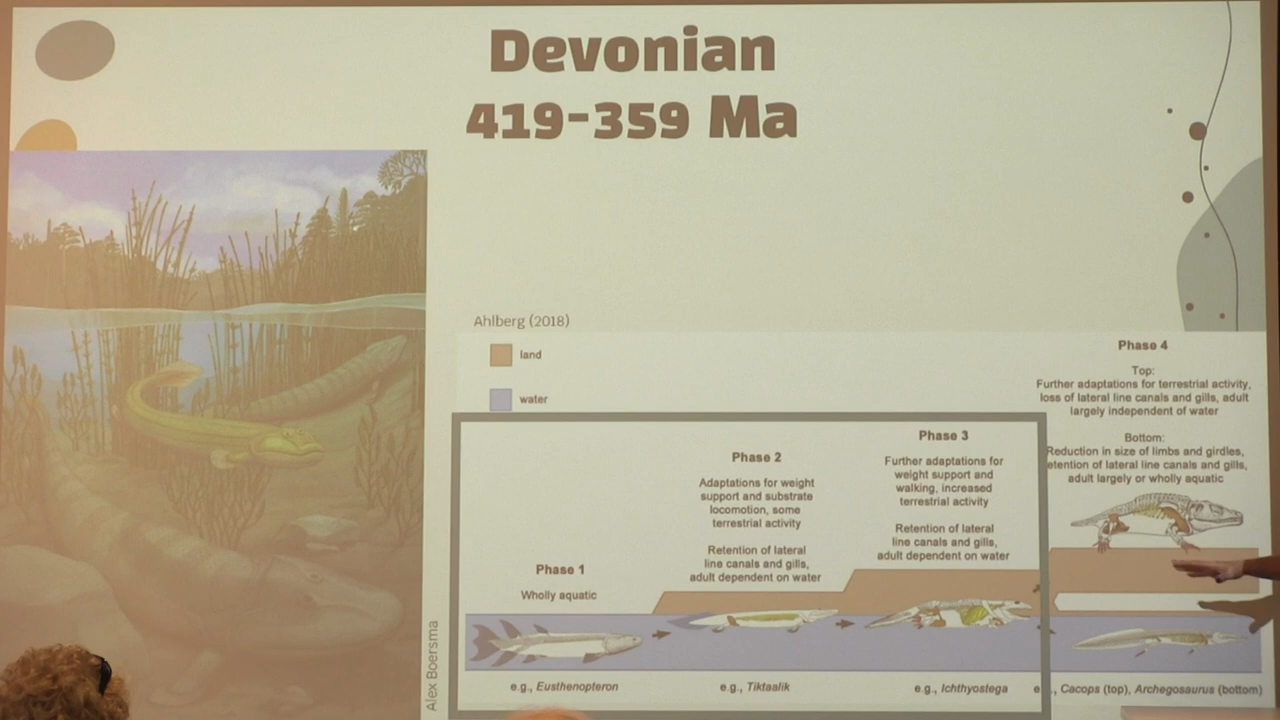 Devonian
419-359 Ma
Ahlberg (2018)
land
water
Phase 1
Wholly aquatic
e.g., Eusthenopteron
Phase 2
Adaptations for weight
support and substrate
locomotion, some
terrestrial activity
Retention of lateral
line canals and gills,
adult dependent on water
e.g., Tiktaalik
Phase 3
Further adaptations for
weight support and
walking, increased
terrestrial activity
Retention of lateral
line canals and gills,
adult dependent on water
e.g., Ichthyostega
Phase 4
Top:
Further adaptations for terrestrial activity,
loss of lateral line canals and gills, adult
largely independent of water
Bottom:
Reduction in size of limbs and girdles,
etention of lateral line canals and gills,
adult largely or wholly aquatic
e , Cacops (top), Archegosaurus (bottom)
Alex Boersma